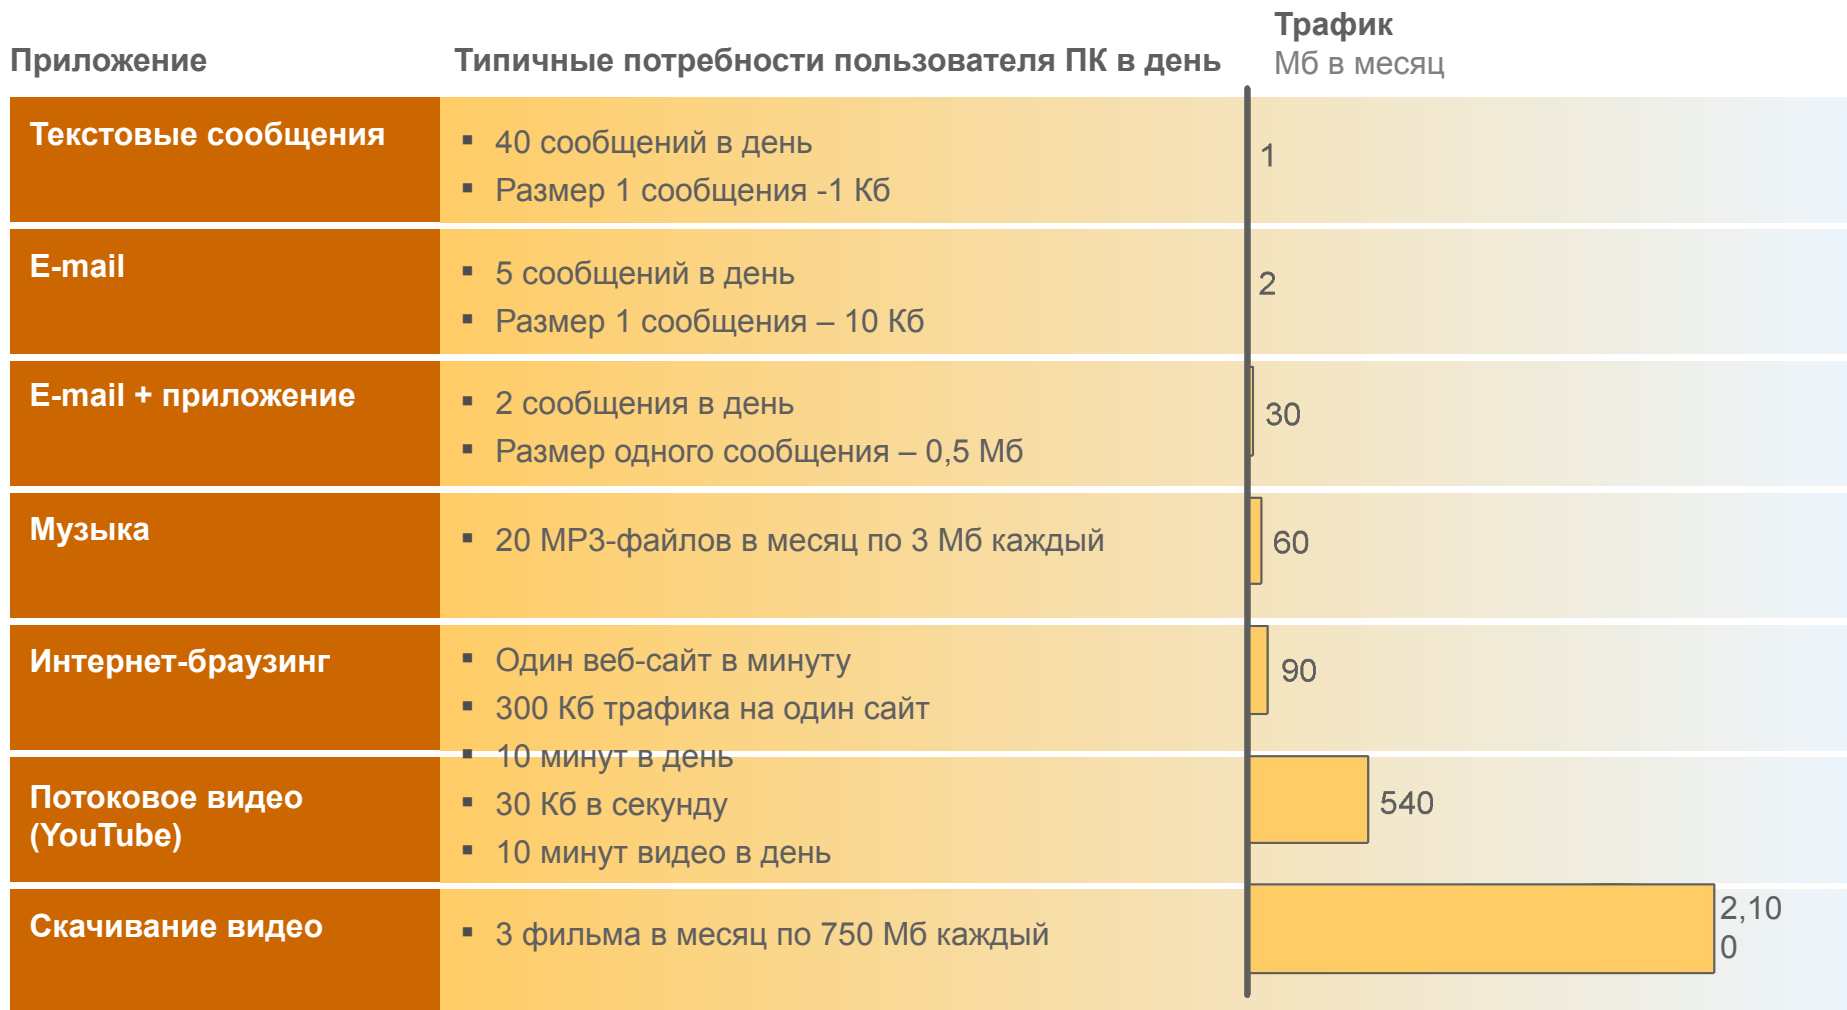 Приложение
Типичные потребности пользователя ПК в день
Трафик
Мб в месяц
Текстовые сообщения
▪ 40 сообщений в день
▪ Размер 1 сообщения -1 Кб
1
E-mail
▪ 5 сообщений в день
▪ Размер 1 сообщения – 10 Кб
2
E-mail + приложение
▪ 2 сообщения в день
▪ Размер одного сообщения – 0,5 Мб
30
Музыка
▪ 20 MP3-файлов в месяц по 3 Мб каждый
60
Интернет-браузинг
▪ Один веб-сайт в минуту
▪ 300 Кб трафика на один сайт
▪ 10 минут в день
90
Потоковое видео
(YouTube)
▪ 30 Кб в секунду
▪ 10 минут видео в день
540
Скачивание видео
▪ 3 фильма в месяц по 750 Мб каждый
2,10
0